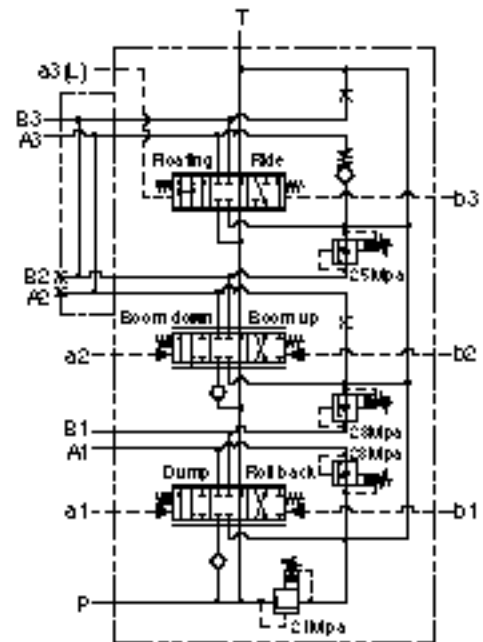 T
a3(L)
B3
A3
Floating Ride
b3
25Mpa
B2
A2
Boom down Boom up
a2 b2
28Mpa
B1
A1
28Mpa
Dump Roll back
a1 b1
P
21Mpa